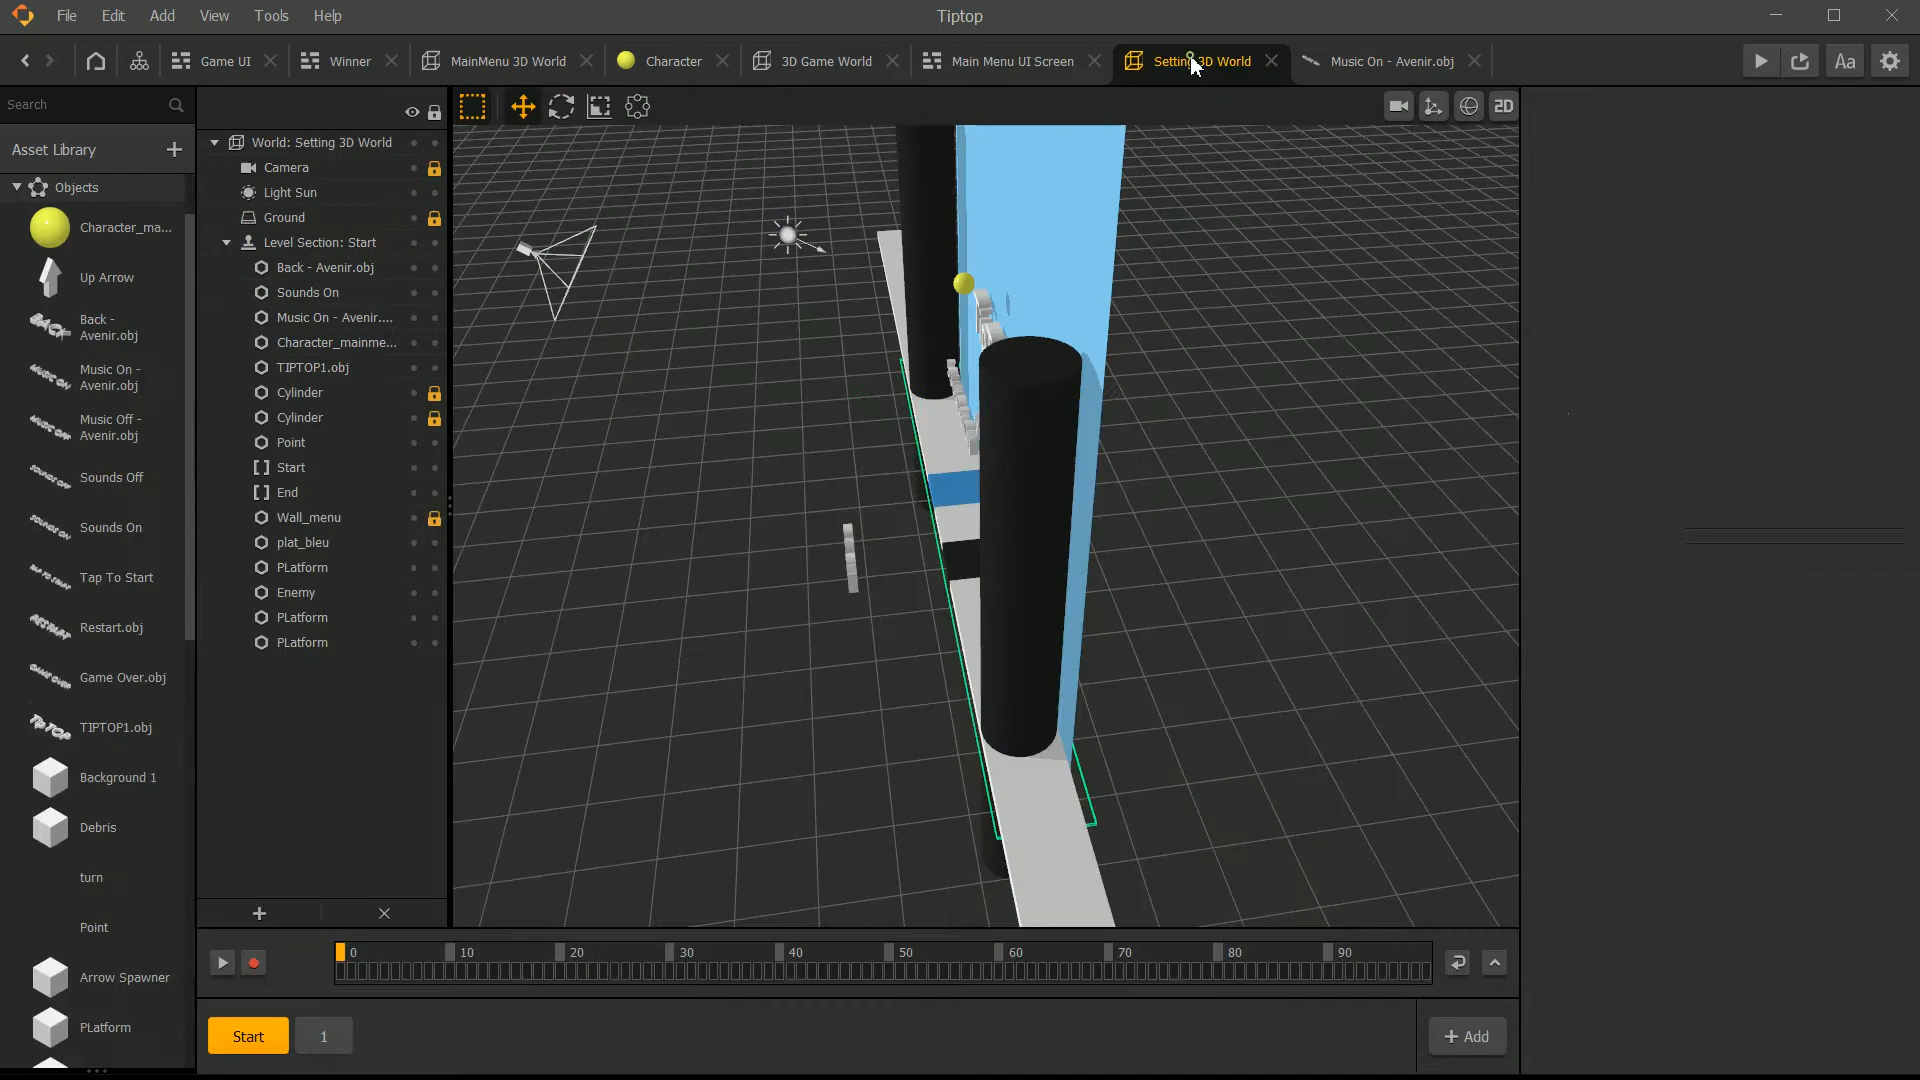 File Edit Add View Tools Help
Tiptop
Game UI
Winner
MainMenu 3D World
Character
3D Game World
Main Menu UI Screen
Setting 3D World
Music On - Avenir.obj
Aa
Search
Asset Library
Objects
Character_ma...
Up Arrow
Back -
Avenir.obj
Music On -
Avenir.obj
Music Off -
Avenir.obj
Sounds Off
Sounds On
Tap To Start
Restart.obj
Game Over.obj
TIPTOP1.obj
Background 1
Debris
turn
Point
Arrow Spawner
PLatform
World: Setting 3D World
Camera
Light Sun
Ground
Level Section: Start
Back - Avenir.obj
Sounds On
Music On - Avenir....
Character_mainme...
TIPTOP1.obj
Cylinder
Cylinder
Point
Start
End
Wall_menu
plat_bleu
PLatform
Enemy
PLatform
PLatform
2D
0 10 20 30 40 50 60 70 80 90
Start
1
Add